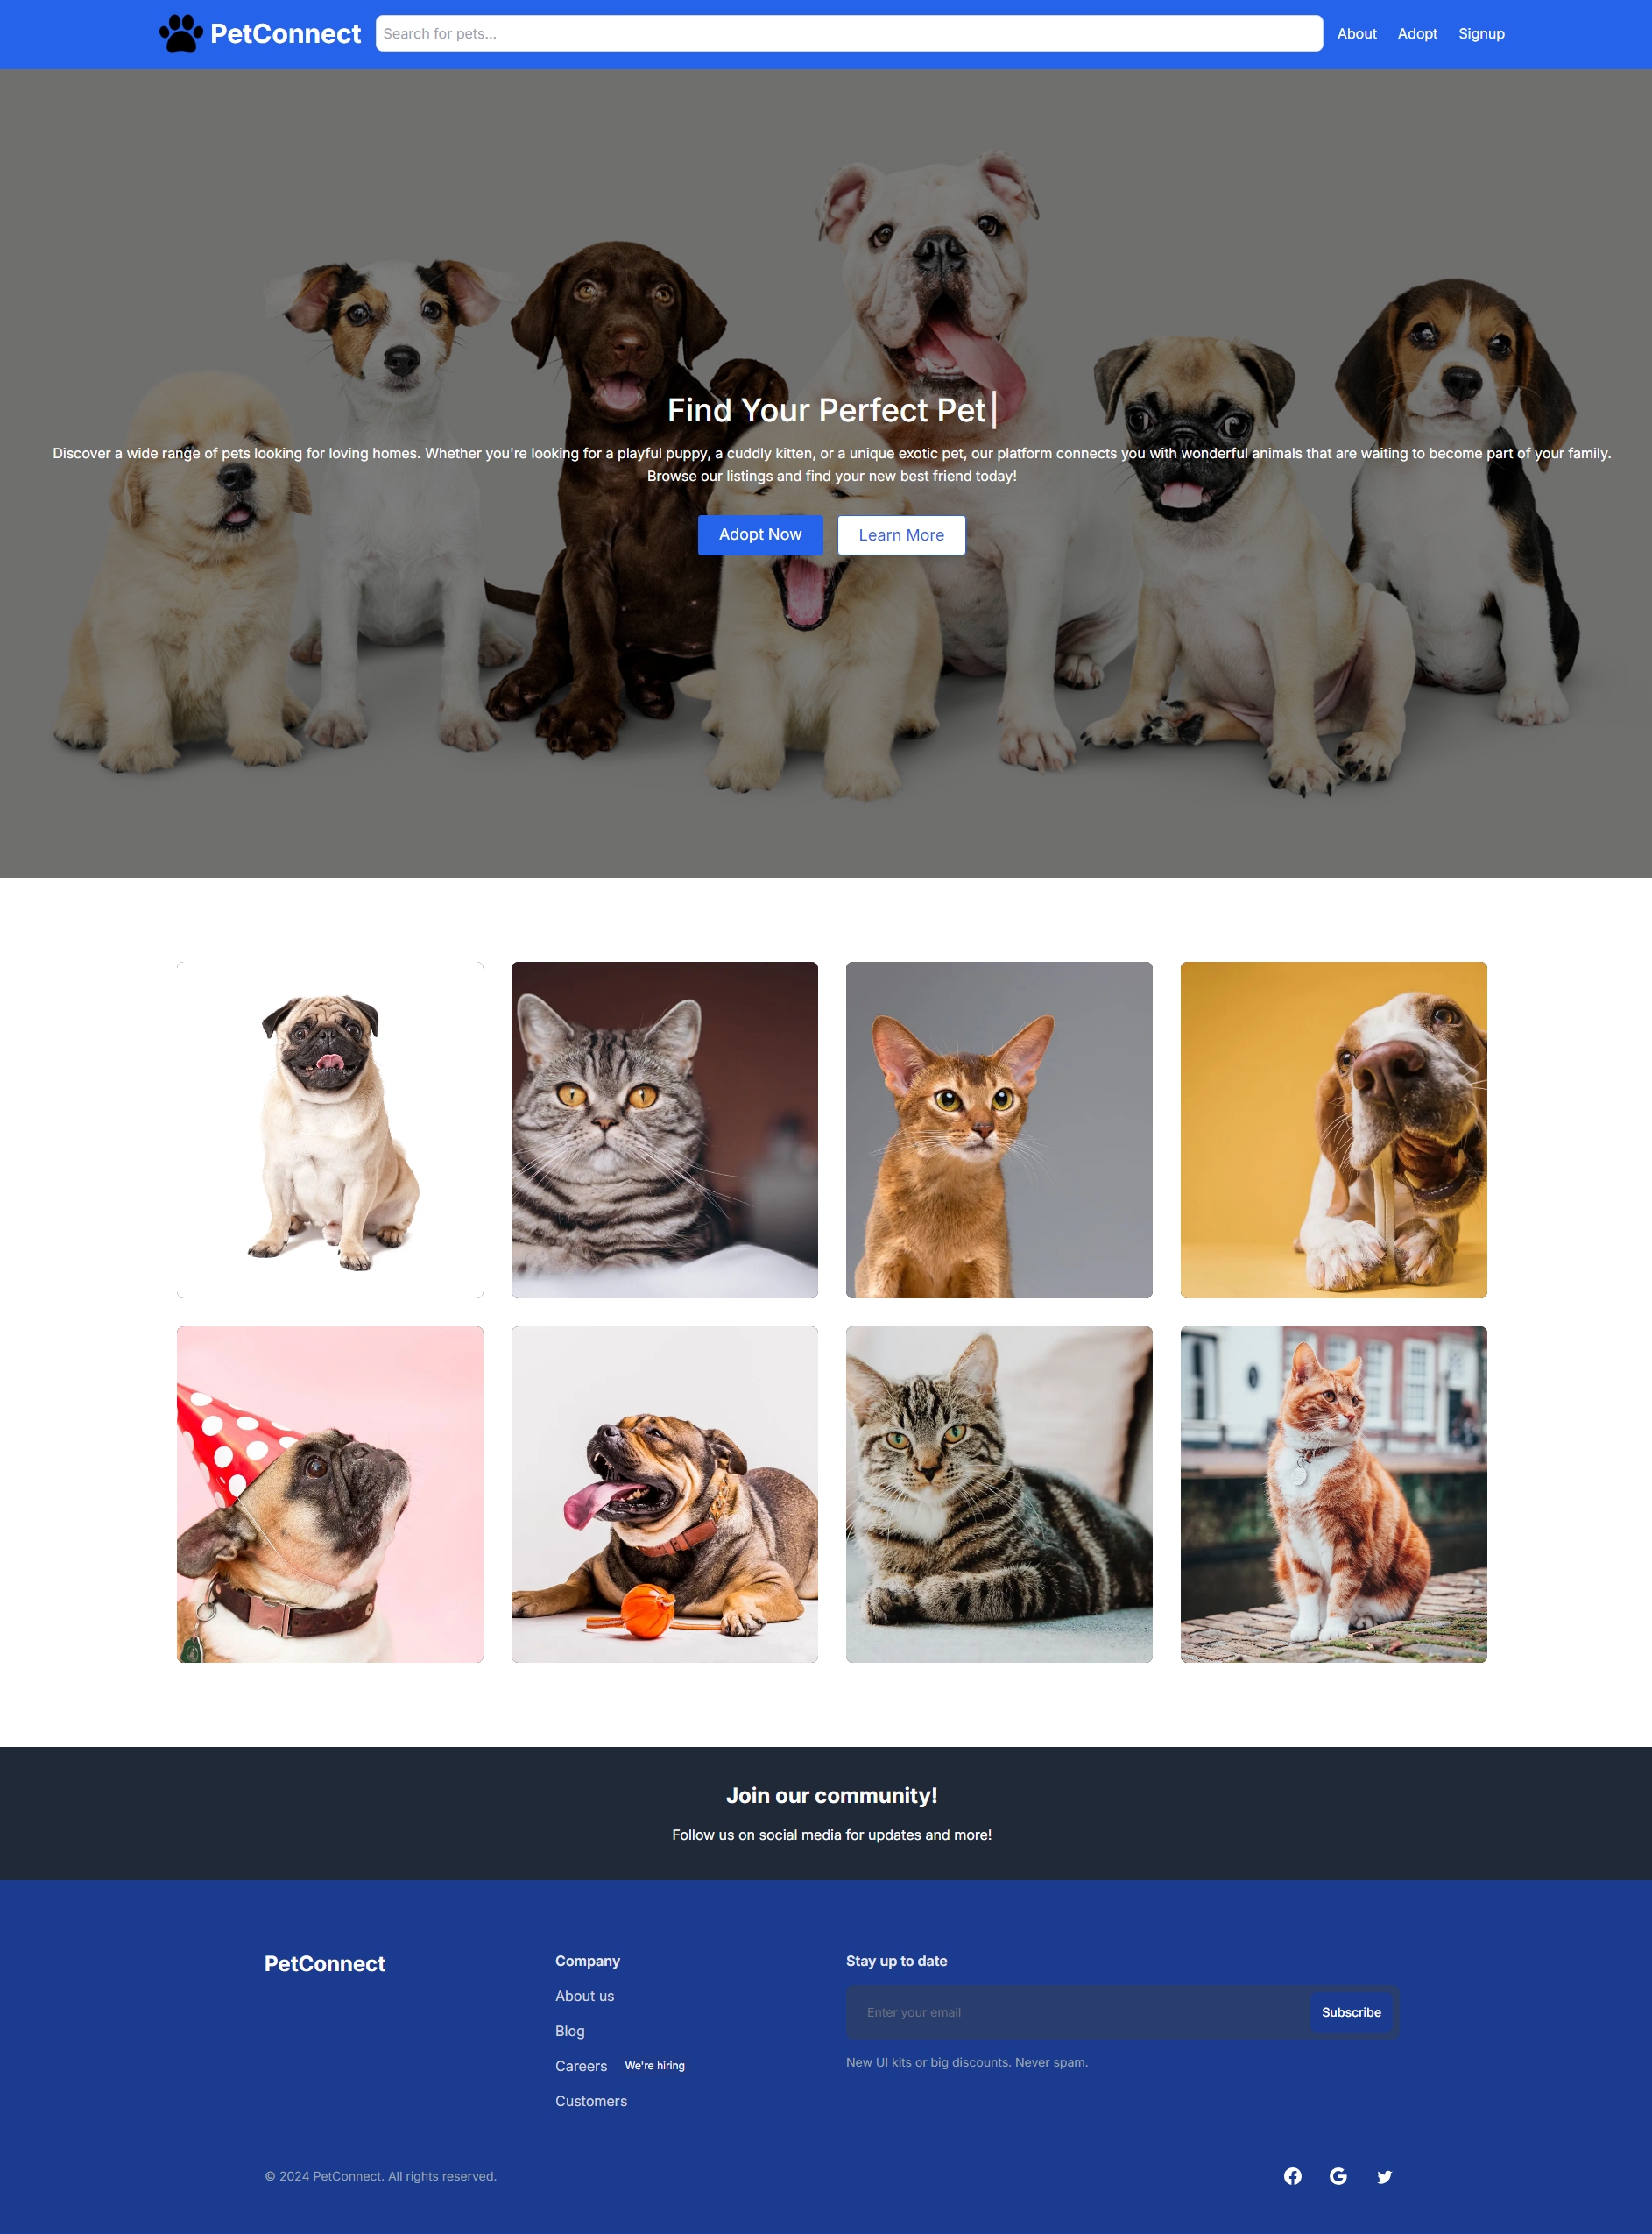 PetConnect
Search for pets...
About
Adopt
Signup
Find Your Perfect Pet|
Discover a wide range of pets looking for loving homes. Whether you're looking for a playful puppy, a cuddly kitten, or a unique exotic pet, our platform connects you with wonderful animals that are waiting to become part of your family.
Browse our listings and find your new best friend today!
Adopt Now
Learn More
Join our community!
Follow us on social media for updates and more!
PetConnect
Company
About us
Blog
Careers We're hiring
Customers
Stay up to date
Enter your email
Subscribe
New UI kits or big discounts. Never spam.
© 2024 PetConnect. All rights reserved.